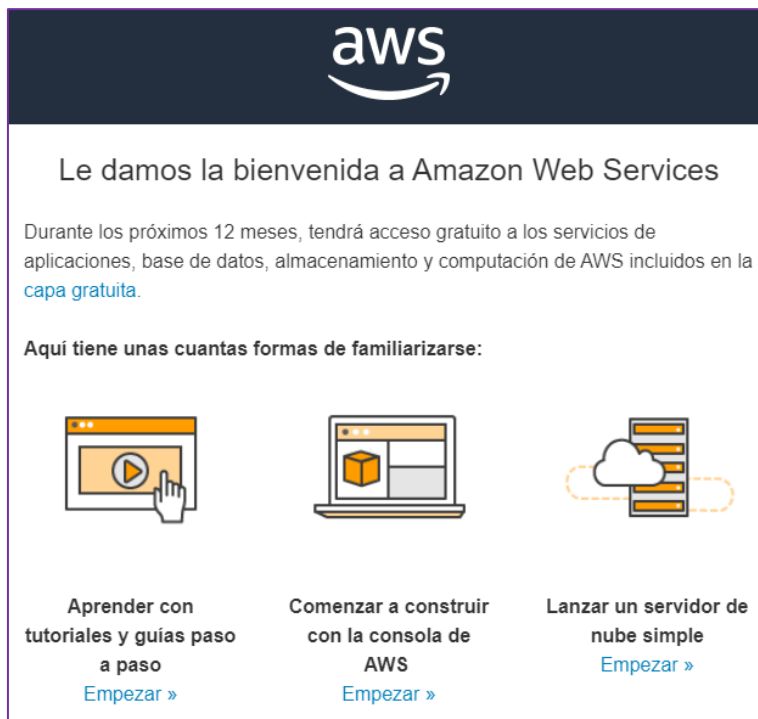 aws
Le damos la bienvenida a Amazon Web Services
Durante los próximos 12 meses, tendrá acceso gratuito a los servicios de
aplicaciones, base de datos, almacenamiento y computación de AWS incluidos en la
capa gratuita.
Aquí tiene unas cuantas formas de familiarizarse:
Aprender con
tutoriales y guías paso
a paso
Empezar »
Comenzar a construir
con la consola de
AWS
Empezar »
Lanzar un servidor de
nube simple
Empezar »